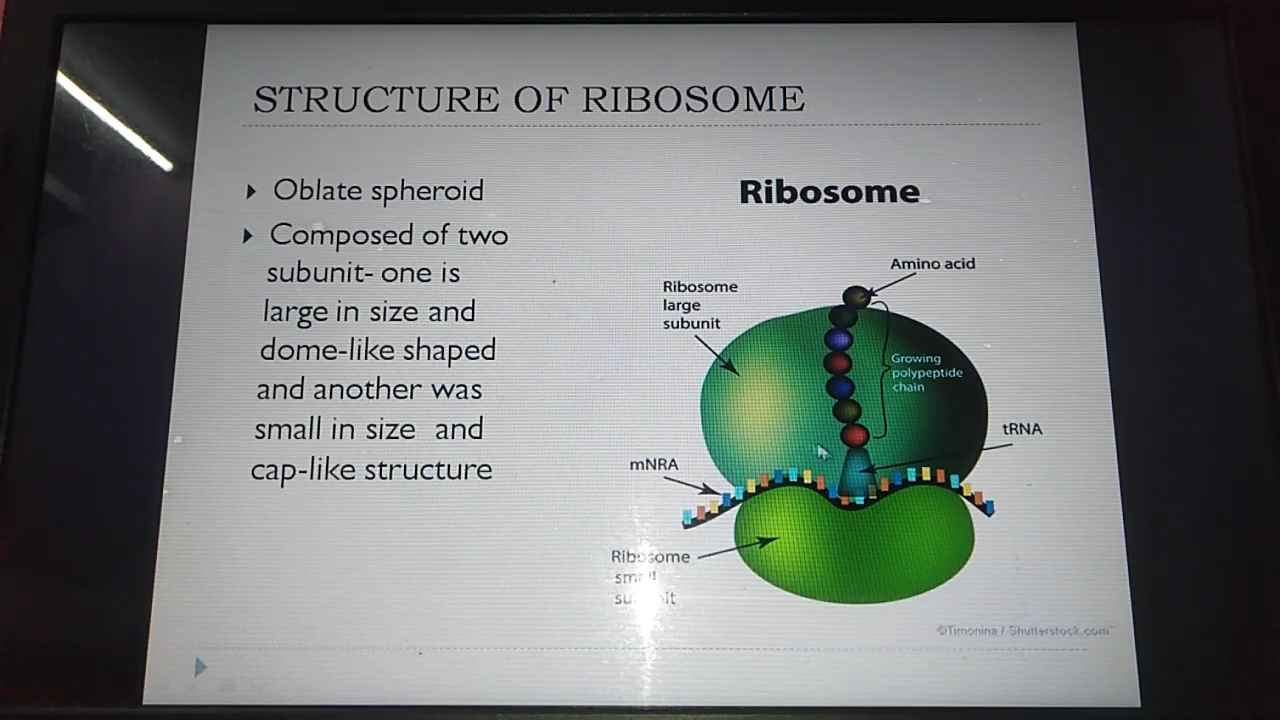 STRUCTURE OF RIBOSOME
Oblate spheroid
Composed of two
subunit- one is
large in size and
dome-like shaped
and another was
small in size and
cap-like structure
Ribosome
Amino acid
Ribosome
large
subunit
Growing
polypeptide
chain
tRNA
mNRA
Ribosome
©Timonina / Shutterstock.com